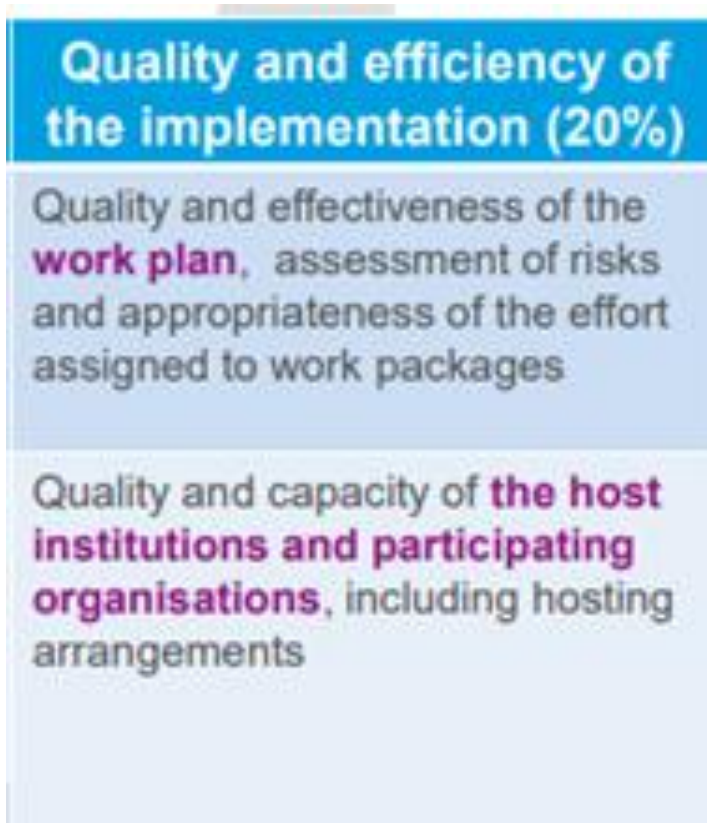 Quality and efficiency of
the implementation (20%)
Quality and effectiveness of the
work plan, assessment of risks
and appropriateness of the effort
assigned to work packages
Quality and capacity of the host
institutions and participating
organisations, including hosting
arrangements